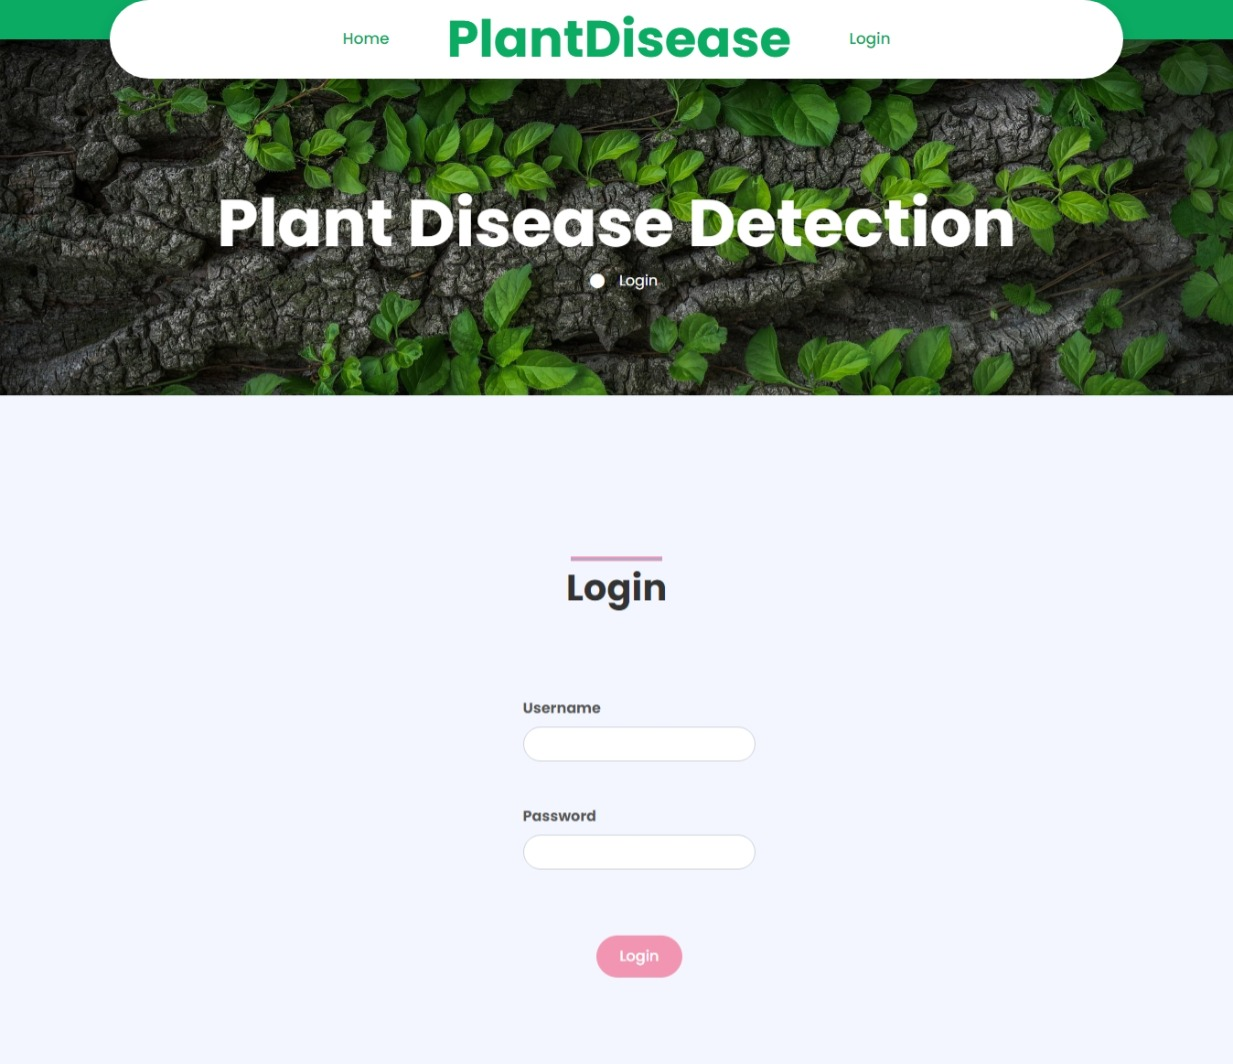 Home PlantDisease Login
Plant Disease Detection
Login
Login
Username
Password
Login